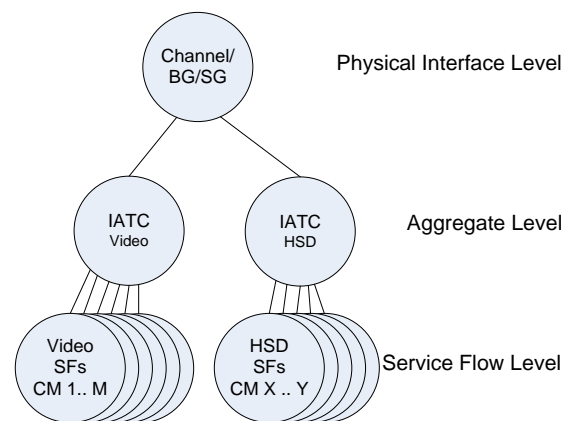 Channel/
BG/SG
Physical Interface Level
IATC
Video
IATC
HSD
Aggregate Level
Video
SFs
CM 1.. M
HSD
SFs
CM X .. Y
Service Flow Level